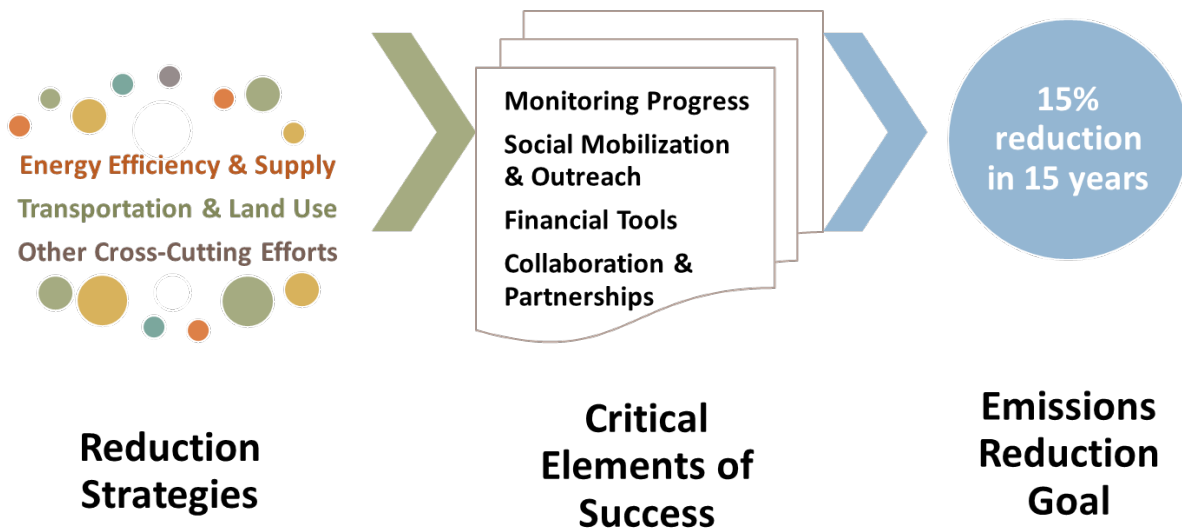 Energy Efficiency & Supply
Transportation & Land Use
Other Cross-Cutting Efforts
Reduction
Strategies
Monitoring Progress
Social Mobilization
& Outreach
Financial Tools
Collaboration &
Partnerships
Critical
Elements of
Success
15%
reduction
in 15 years
Emissions
Reduction
Goal